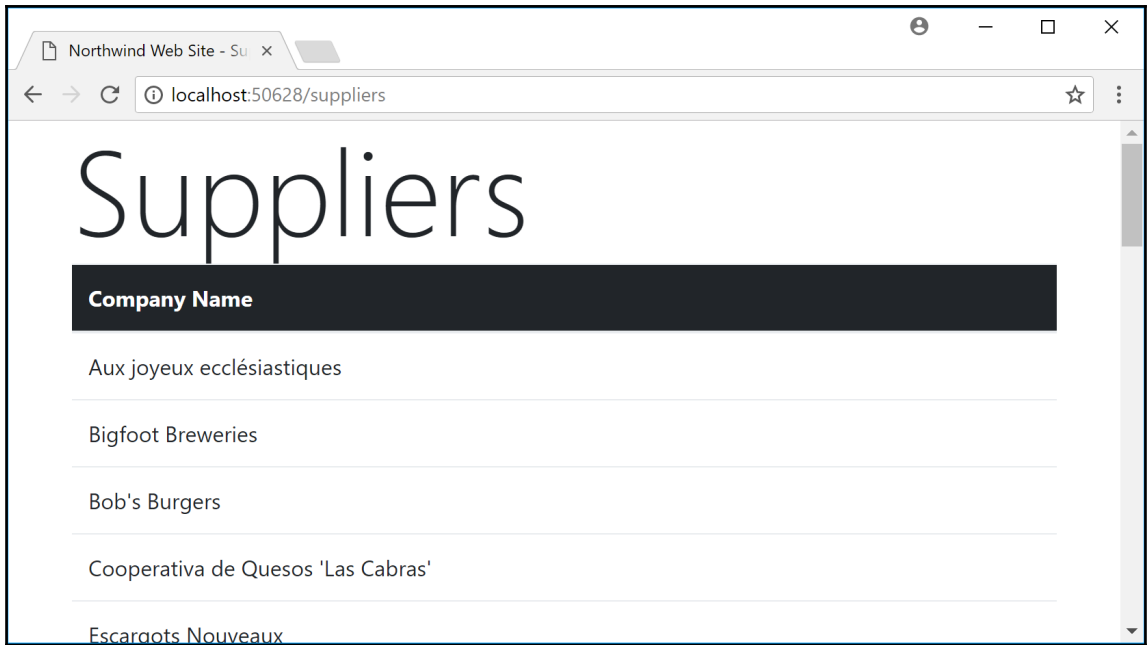 Northwind Web Site - Su
localhost:50628/suppliers
Suppliers
Company Name
Aux joyeux ecclésiastiques
Bigfoot Breweries
Bob's Burgers
Cooperativa de Quesos 'Las Cabras'
Escargots Nouveaux